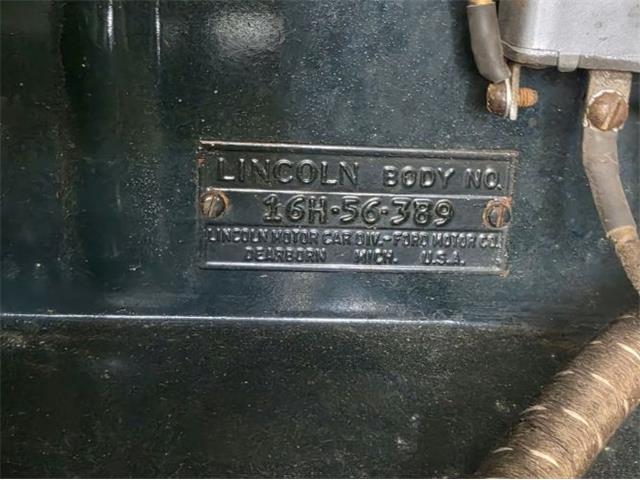 LINCOLN BODY NO.
16H-56-389
LINCOLN MOTOR CAR DIV.-FORD MOTOR CO.
DEARBORN MICH. U.S.A.